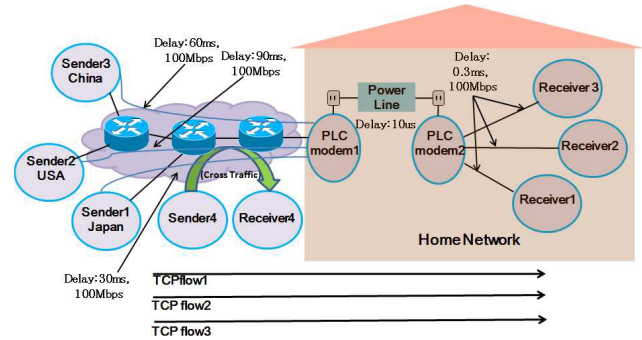 Delay:60ms,
100Mbps
Delay:90ms,
100Mbps
Sender3
China
Delay:
0.3ms,
100Mbps
Receiver3
Power
Line
Delay:10us
PLC
modem1
PLC
modem2
Receiver2
Sender2
USA
(Cross Traffic
Sender1
Japan
Sender4
Receiver4
Receiver1
Home Network
Delay:30ms,
100Mbps
TCPflow1
TCP flow2
TCP flow3